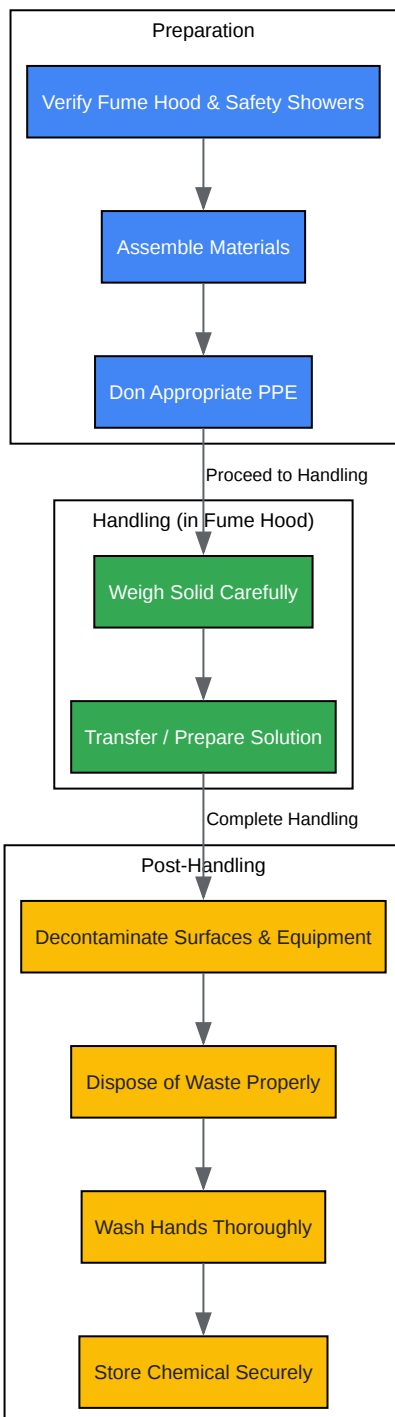 Preparation
Verify Fume Hood & Safety Showers
Assemble Materials
Don Appropriate PPE
Proceed to Handling
Handling (in Fume Hood)
Weigh Solid Carefully
Transfer / Prepare Solution
Complete Handling
Post-Handling
Decontaminate Surfaces & Equipment
Dispose of Waste Properly
Wash Hands Thoroughly
Store Chemical Securely